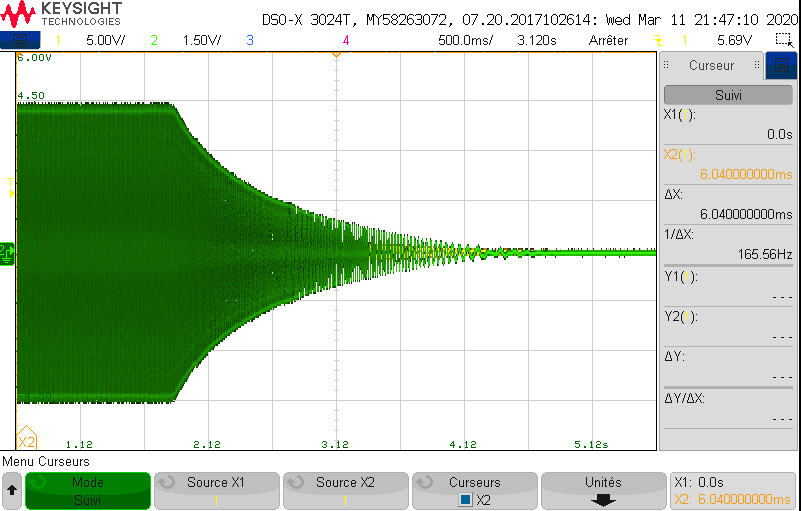 KEYSIGHT
TECHNOLOGIES
DSO-X 3024T, MY58263072, 07.20.2017102614: Wed Mar 11 21:47:10 2020
1 5.00V/ 2 1.50V/ 3 4 500.0ms/ 3.120s Arrêter 1 5.69V
6.00V
4.50
T
2
X2
1.12 2.12 3.12 4.12 5.12s
Curseur
Suivi
X1( ):
0.0s
X2( ):
6.040000000ms
ΔX:
6.040000000ms
1/ΔX:
165.56Hz
Y1( ):
- - -
Y2( ):
- - -
ΔY:
- - -
ΔY/ΔX:
- - -
Menu Curseurs
Mode
Suivi
Source X1
1
Source X2
1
Curseurs
X2
Unités
X1: 0.0s
X2: 6.040000000ms